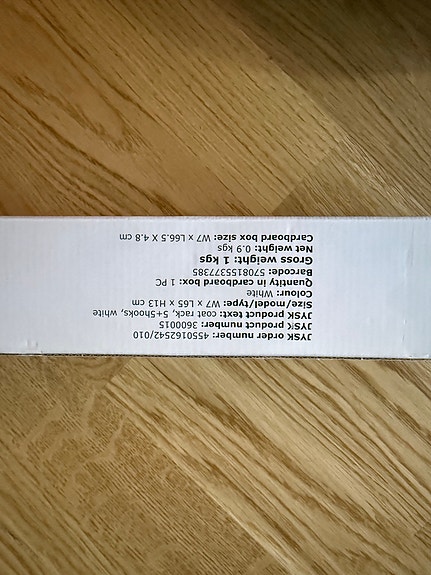 JYSK order number: 4550162542/010
JYSK product number: 3600015
JYSK product text: coat rack, 5+5hooks, white
Size/model/type: W7 x L65 x H13 cm
Colour: White
Quantity in cardboard box: 1 PC
Barcode: 5708155377385
Gross weight: 1 kgs
Net weight: 0.9 kgs
Cardboard box size: W7 x L66.5 X 4.8 cm